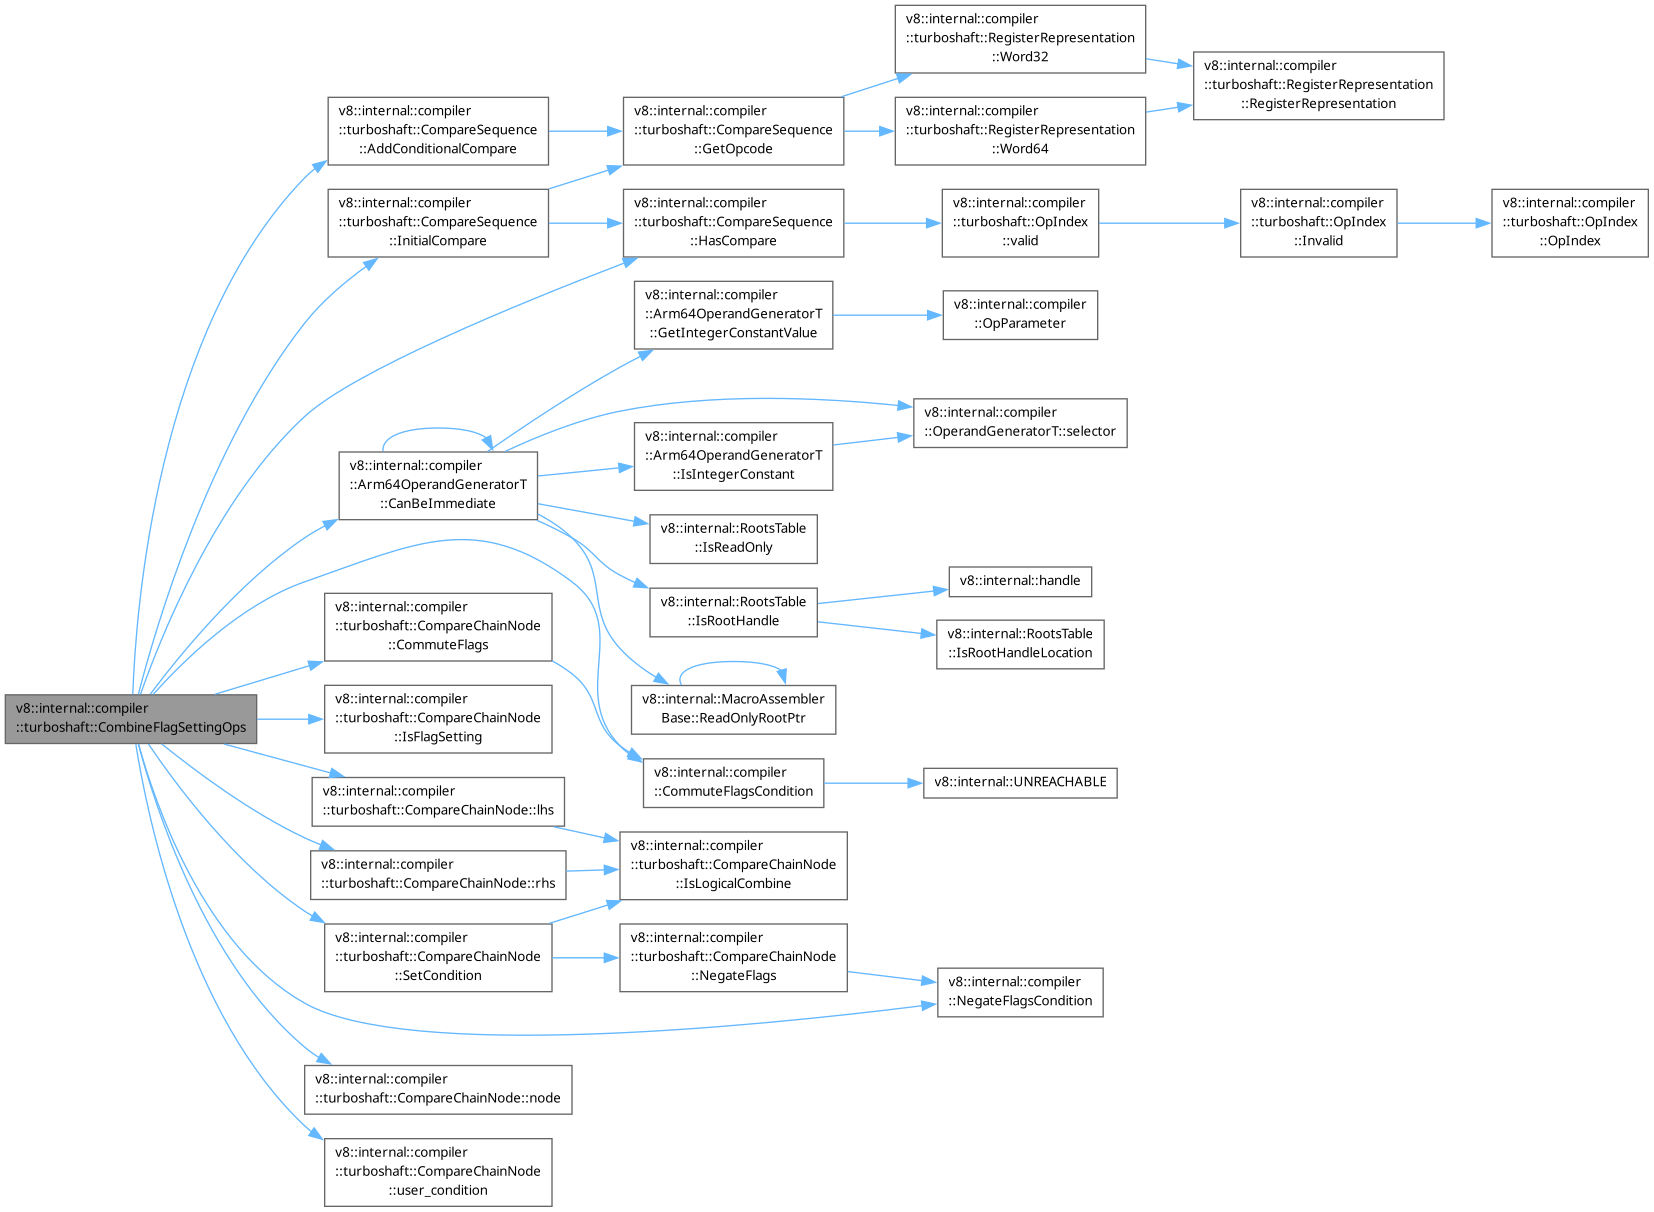 v8::internal::compiler
::turboshaft::CombineFlagSettingOps
v8::internal::compiler
::turboshaft::CompareSequence
::AddConditionalCompare
v8::internal::compiler
::turboshaft::CompareSequence
::InitialCompare
v8::internal::compiler
::Arm64OperandGeneratorT
::CanBeImmediate
v8::internal::compiler
::turboshaft::CompareChainNode
::CommuteFlags
v8::internal::compiler
::turboshaft::CompareChainNode
::IsFlagSetting
v8::internal::compiler
::turboshaft::CompareChainNode::lhs
v8::internal::compiler
::turboshaft::CompareChainNode::rhs
v8::internal::compiler
::turboshaft::CompareChainNode
::SetCondition
v8::internal::compiler
::turboshaft::CompareChainNode::node
v8::internal::compiler
::turboshaft::CompareChainNode
::user_condition
v8::internal::compiler
::turboshaft::CompareSequence
::GetOpcode
v8::internal::compiler
::turboshaft::CompareSequence
::HasCompare
v8::internal::compiler
::Arm64OperandGeneratorT
::GetIntegerConstantValue
v8::internal::compiler
::Arm64OperandGeneratorT
::IsIntegerConstant
v8::internal::RootsTable
::IsReadOnly
v8::internal::RootsTable
::IsRootHandle
v8::internal::MacroAssembler
Base::ReadOnlyRootPtr
v8::internal::compiler
::CommuteFlagsCondition
v8::internal::compiler
::turboshaft::CompareChainNode
::IsLogicalCombine
v8::internal::compiler
::turboshaft::CompareChainNode
::NegateFlags
v8::internal::compiler
::turboshaft::RegisterRepresentation
::Word32
v8::internal::compiler
::turboshaft::RegisterRepresentation
::Word64
v8::internal::compiler
::turboshaft::OpIndex
::valid
v8::internal::compiler
::OpParameter
v8::internal::compiler
::OperandGeneratorT::selector
v8::internal::handle
v8::internal::RootsTable
::IsRootHandleLocation
v8::internal::UNREACHABLE
v8::internal::compiler
::NegateFlagsCondition
v8::internal::compiler
::turboshaft::RegisterRepresentation
::RegisterRepresentation
v8::internal::compiler
::turboshaft::OpIndex
::Invalid
v8::internal::compiler
::turboshaft::OpIndex
::OpIndex